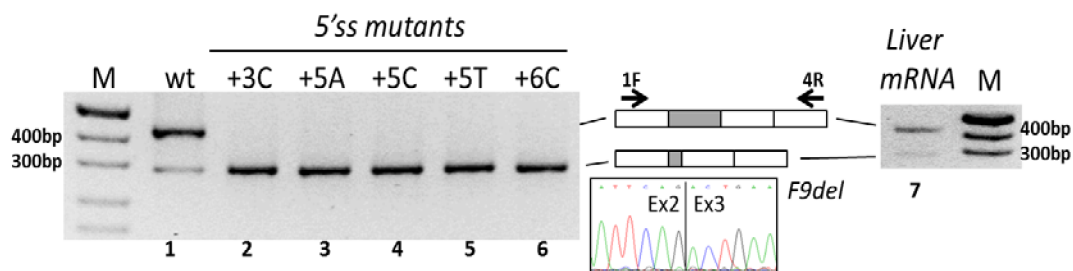 5'ss mutants
M wt +3C +5A +5C +5T +6C
400bp
300bp
1 2 3 4 5 6
1F 4R
F9del
A T T C A G A C T G A A
Ex2 Ex3
Liver
mRNA M
400bp
300bp
7